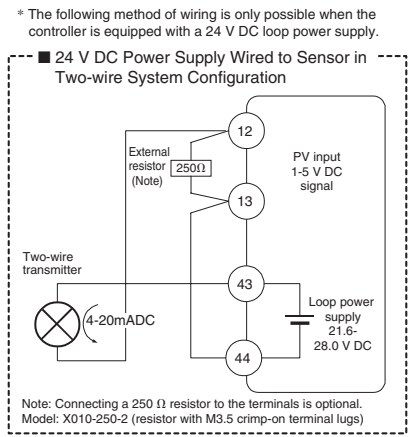 * The following method of wiring is only possible when the
controller is equipped with a 24 V DC loop power supply.
■ 24 V DC Power Supply Wired to Sensor in
Two-wire System Configuration
12
External
resistor
(Note)
250Ω
PV input
1-5 V DC
signal
13
Two-wire
transmitter
43
4-20mADC
Loop power
supply
21.6-
28.0 V DC
44
Note: Connecting a 250 Ω resistor to the terminals is optional.
Model: X010-250-2 (resistor with M3.5 crimp-on terminal lugs)